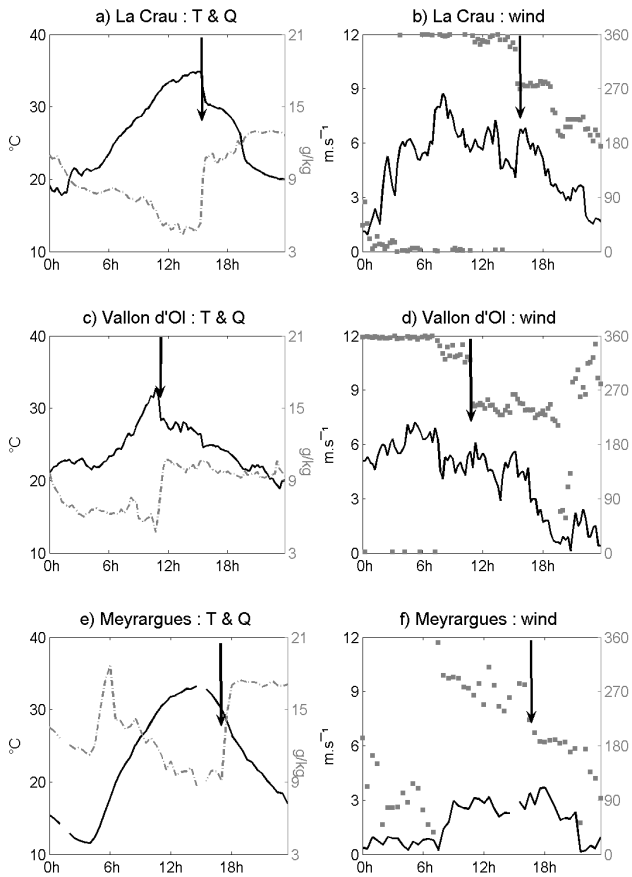 a) La Crau : T & Q
b) La Crau : wind
40
30
20
10
°C
21
15
9
3
g/kg
0h 6h 12h 18h
12
9
6
3
0
m.s⁻¹
360
270
180
90
0
0h 6h 12h 18h
c) Vallon d'Ol : T & Q
d) Vallon d'Ol : wind
40
30
20
10
°C
21
15
9
3
g/kg
0h 6h 12h 18h
12
9
6
3
0
m.s⁻¹
360
270
180
90
0
0h 6h 12h 18h
e) Meyrargues : T & Q
f) Meyrargues : wind
40
30
20
10
°C
21
15
9
3
g/kg
0h 6h 12h 18h
12
9
6
3
0
m.s⁻¹
360
270
180
90
0
0h 6h 12h 18h